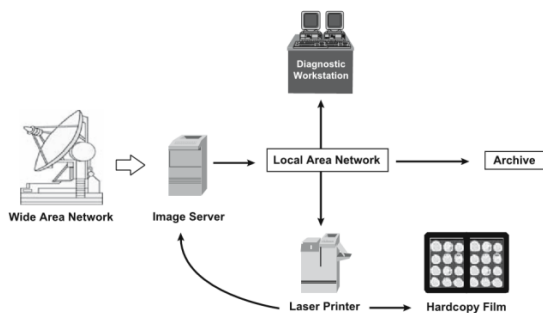 Diagnostic
Workstation
Wide Area Network
Image Server
Local Area Network
Archive
Laser Printer
Hardcopy Film